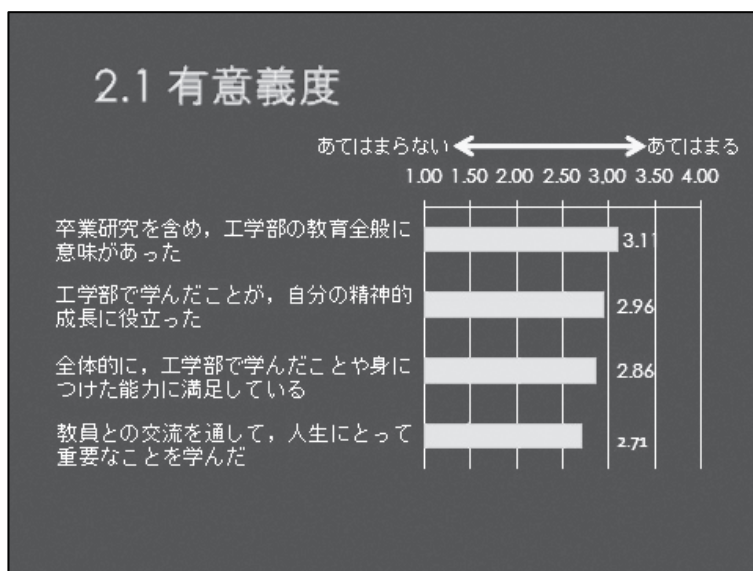 2.1 有意義度
あてはまらない あてはまる
1.00 1.50 2.00 2.50 3.00 3.50 4.00
卒業研究を含め，工学部の教育全般に
意味があった
3.11
工学部で学んだことが，自分の精神的
成長に役立った
2.96
全体的に，工学部で学んだことや身に
つけた能力に満足している
2.86
教員との交流を通して，人生にとって
重要なことを学んだ
2.71